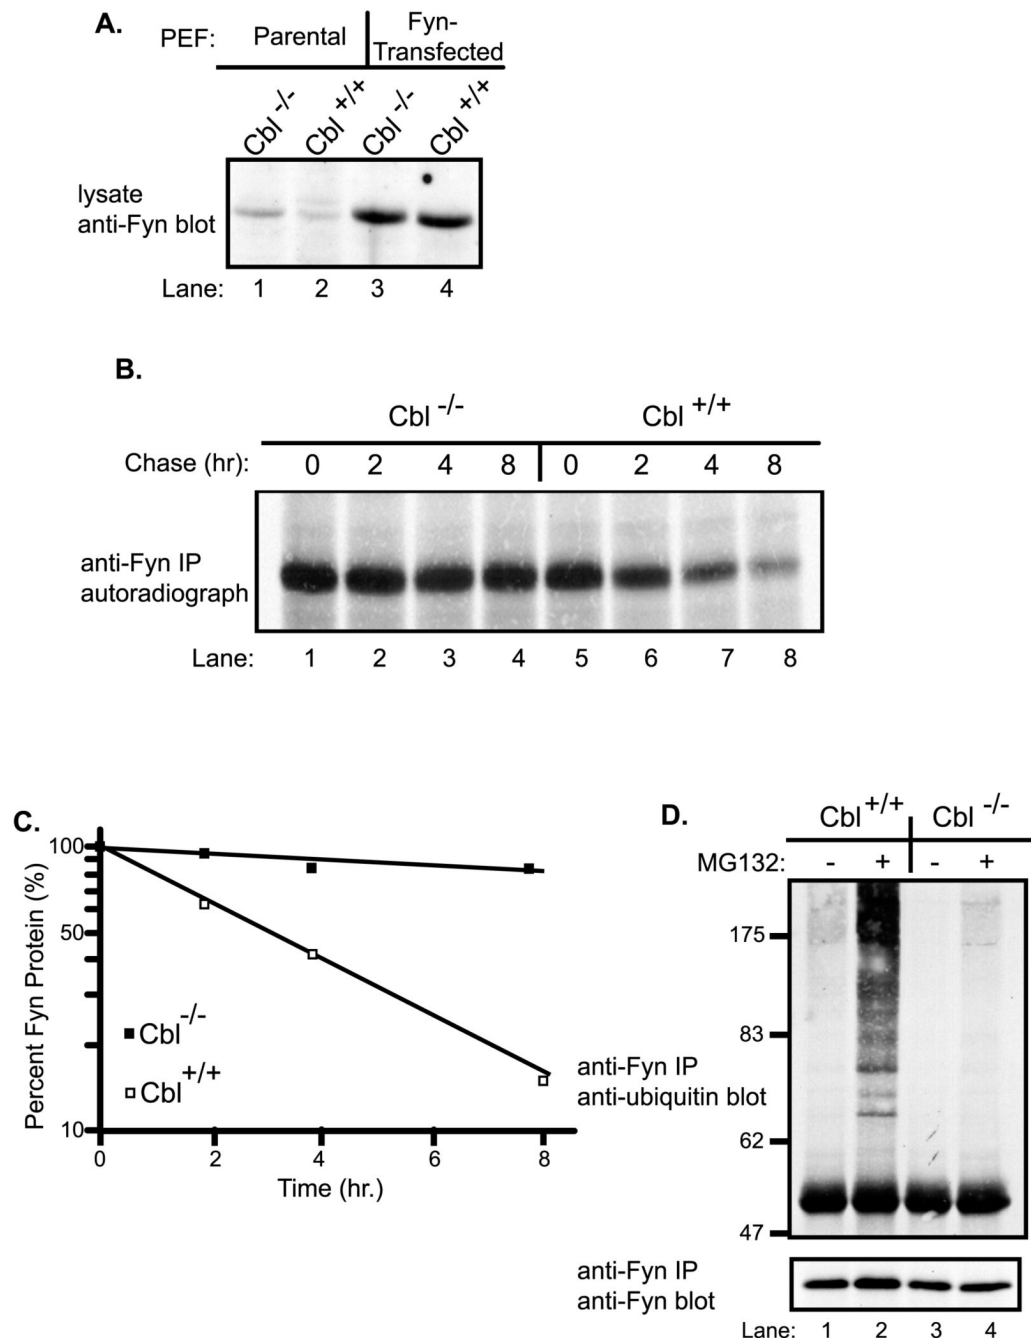 A.
PEF: Parental Fyn-
Transfected
Cbl -/- Cbl +/+ Cbl -/- Cbl +/+
lysate
anti-Fyn blot
Lane: 1 2 3 4
B.
Cbl -/- Cbl +/+
Chase (hr): 0 2 4 8 0 2 4 8
anti-Fyn IP
autoradiograph
Lane: 1 2 3 4 5 6 7 8
C.
Percent Fyn Protein (%)
100
50
10
Cbl -/-
Cbl +/+
0 2 4 6 8
Time (hr.)
D.
Cbl +/+ Cbl -/-
MG132: - + - +
175
83
62
47
anti-Fyn IP
anti-ubiquitin blot
anti-Fyn IP
anti-Fyn blot
Lane: 1 2 3 4